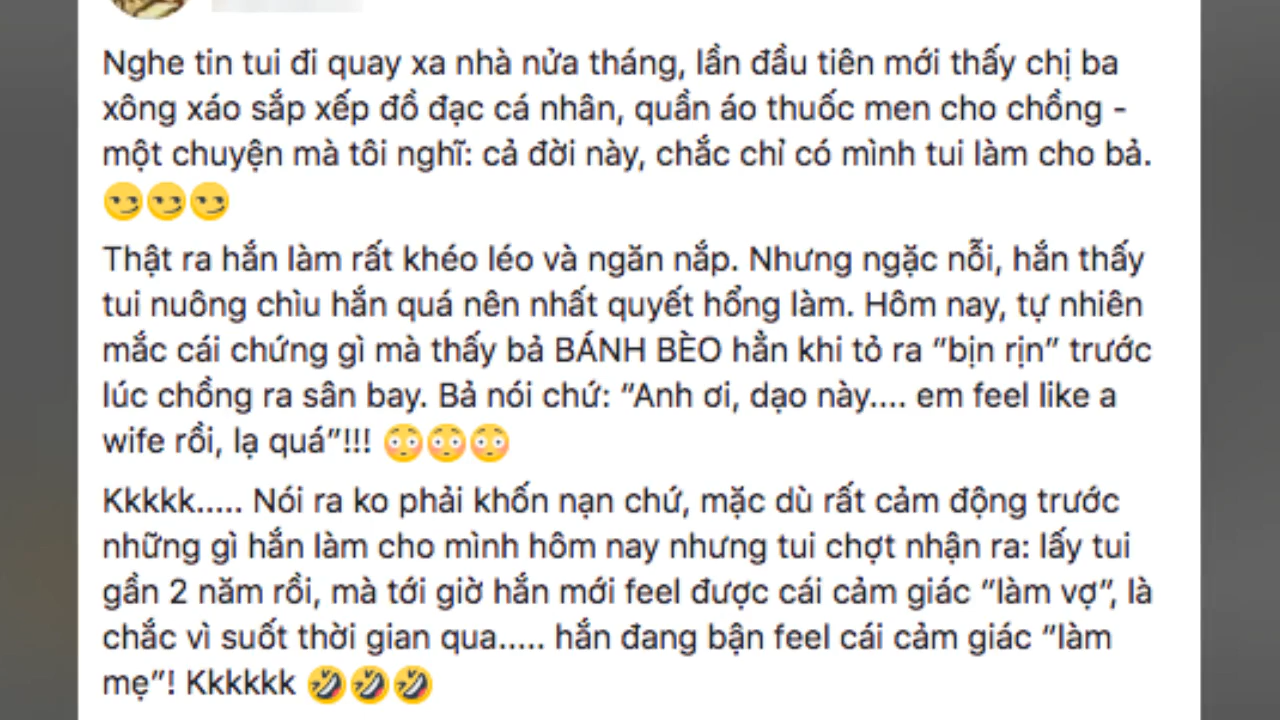 Nghe tin tui đi quay xa nhà nửa tháng, lần đầu tiên mới thấy chị ba
xông xáo sắp xếp đồ đạc cá nhân, quần áo thuốc men cho chồng -
một chuyện mà tôi nghĩ: cả đời này, chắc chỉ có mình tui làm cho bả.
😏😏😏
Thật ra hắn làm rất khéo léo và ngăn nắp. Nhưng ngặc nỗi, hắn thấy
tui nuông chìu hắn quá nên nhất quyết hổng làm. Hôm nay, tự nhiên
mắc cái chứng gì mà thấy bả BÁNH BÈO hẳn khi tỏ ra "bịn rịn" trước
lúc chồng ra sân bay. Bả nói chứ: "Anh ơi, dạo này.... em feel like a
wife rồi, lạ quá"!!! 😳😳😳
Kkkkk..... Nói ra ko phải khốn nạn chứ, mặc dù rất cảm động trước
những gì hắn làm cho mình hôm nay nhưng tui chợt nhận ra: lấy tui
gần 2 năm rồi, mà tới giờ hắn mới feel được cái cảm giác "làm vợ", là
chắc vì suốt thời gian qua..... hắn đang bận feel cái cảm giác "làm
mẹ"! Kkkkkk 🤣🤣🤣